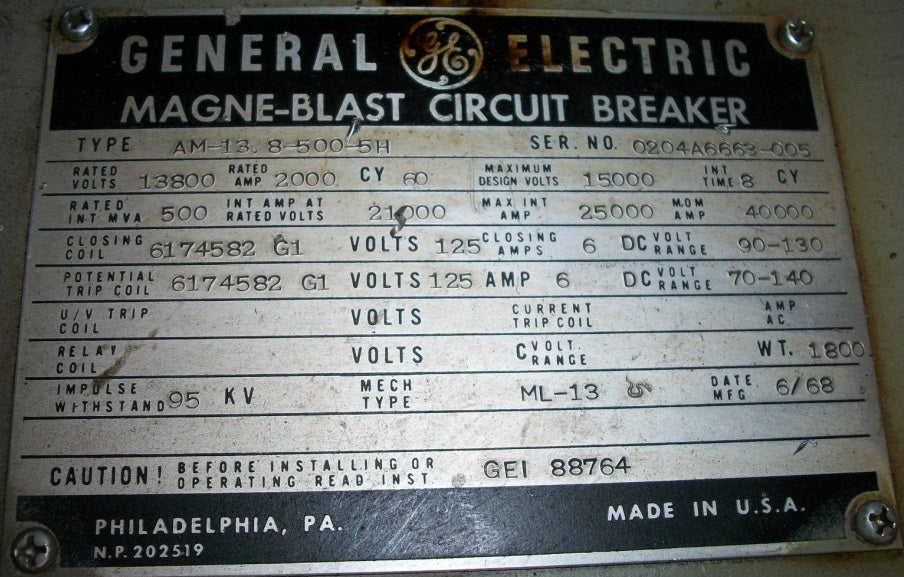 GENERAL GE ELECTRIC
MAGNE-BLAST CIRCUIT BREAKER
TYPE AM-13.8-500-5H SER. NO. 0204A6663-005
RATED VOLTS 13800 RATED AMP 2000 CY 60 MAXIMUM DESIGN VOLTS 15000 INT TIME 8 CY
RATED INT MVA 500 INT AMP AT RATED VOLTS 21000 MAX INT AMP 25000 MOM AMP 40000
CLOSING COIL 6174582 G1 VOLTS 125 CLOSING AMPS 6 DC VOLT RANGE 90-130
POTENTIAL TRIP COIL 6174582 G1 VOLTS 125 AMP 6 DC VOLT RANGE 70-140
U/V TRIP COIL VOLTS CURRENT TRIP COIL AMP AC
RELAY COIL VOLTS C VOLT. RANGE WT. 1800
IMPULSE WITHSTAND 95 KV MECH TYPE ML-13 DATE MFG 6/68
CAUTION! BEFORE INSTALLING OR OPERATING READ INST GEI 88764
PHILADELPHIA, PA. MADE IN U.S.A.
N.P. 202519